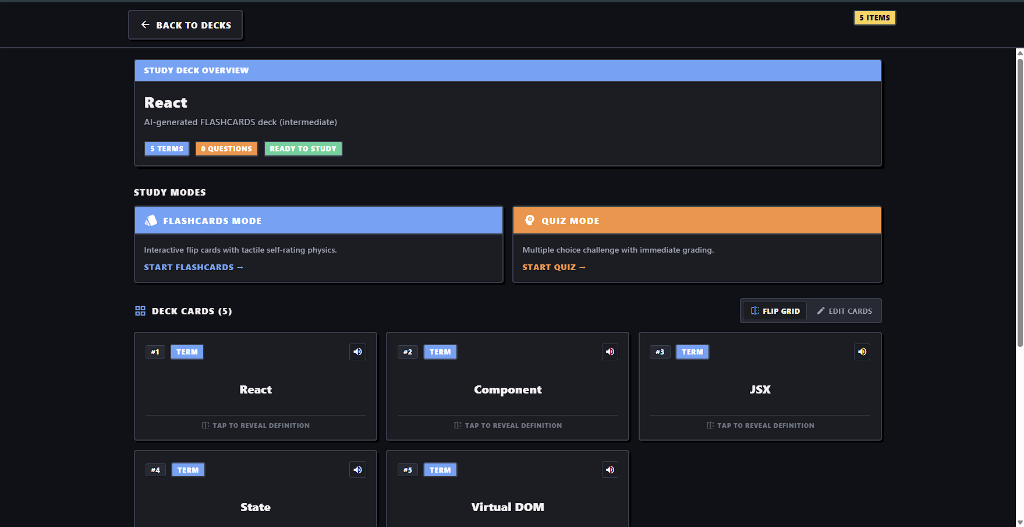 BACK TO DECKS
5 ITEMS
STUDY DECK OVERVIEW
React
AI-generated FLASHCARDS deck (intermediate)
5 TERMS 0 QUESTIONS READY TO STUDY
STUDY MODES
FLASHCARDS MODE
Interactive flip cards with tactile self-rating physics.
START FLASHCARDS →
QUIZ MODE
Multiple choice challenge with immediate grading.
START QUIZ →
DECK CARDS (5)
FLIP GRID EDIT CARDS
#1 TERM
React
TAP TO REVEAL DEFINITION
#2 TERM
Component
TAP TO REVEAL DEFINITION
#3 TERM
JSX
TAP TO REVEAL DEFINITION
#4 TERM
State
#5 TERM
Virtual DOM